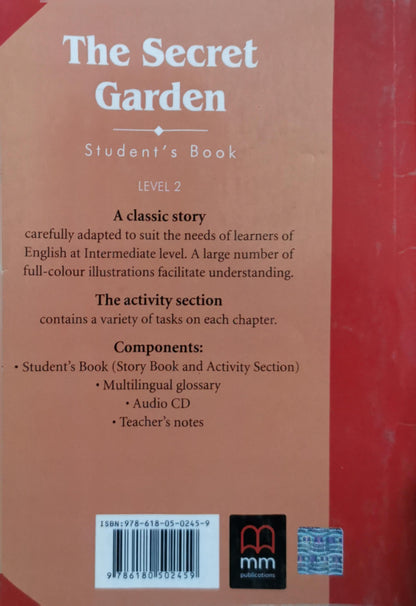 The Secret
Garden
Student's Book
LEVEL 2
A classic story
carefully adapted to suit the needs of learners of
English at Intermediate level. A large number of
full-colour illustrations facilitate understanding.
The activity section
contains a variety of tasks on each chapter.
Components:
• Student's Book (Story Book and Activity Section)
• Multilingual glossary
• Audio CD
• Teacher's notes
ISBN: 978-618-05-0245-9
9 786180 502459
mm
publications